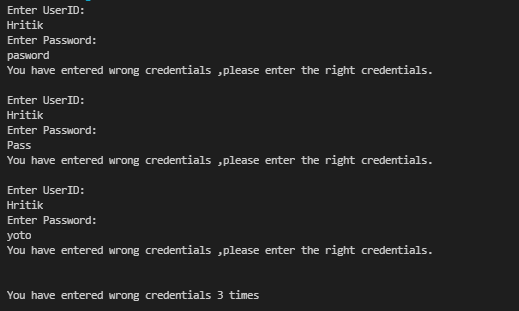 Enter UserID:
Hritik
Enter Password:
pasword
You have entered wrong credentials ,please enter the right credentials.
Enter UserID:
Hritik
Enter Password:
Pass
You have entered wrong credentials ,please enter the right credentials.
Enter UserID:
Hritik
Enter Password:
yoto
You have entered wrong credentials ,please enter the right credentials.
You have entered wrong credentials 3 times